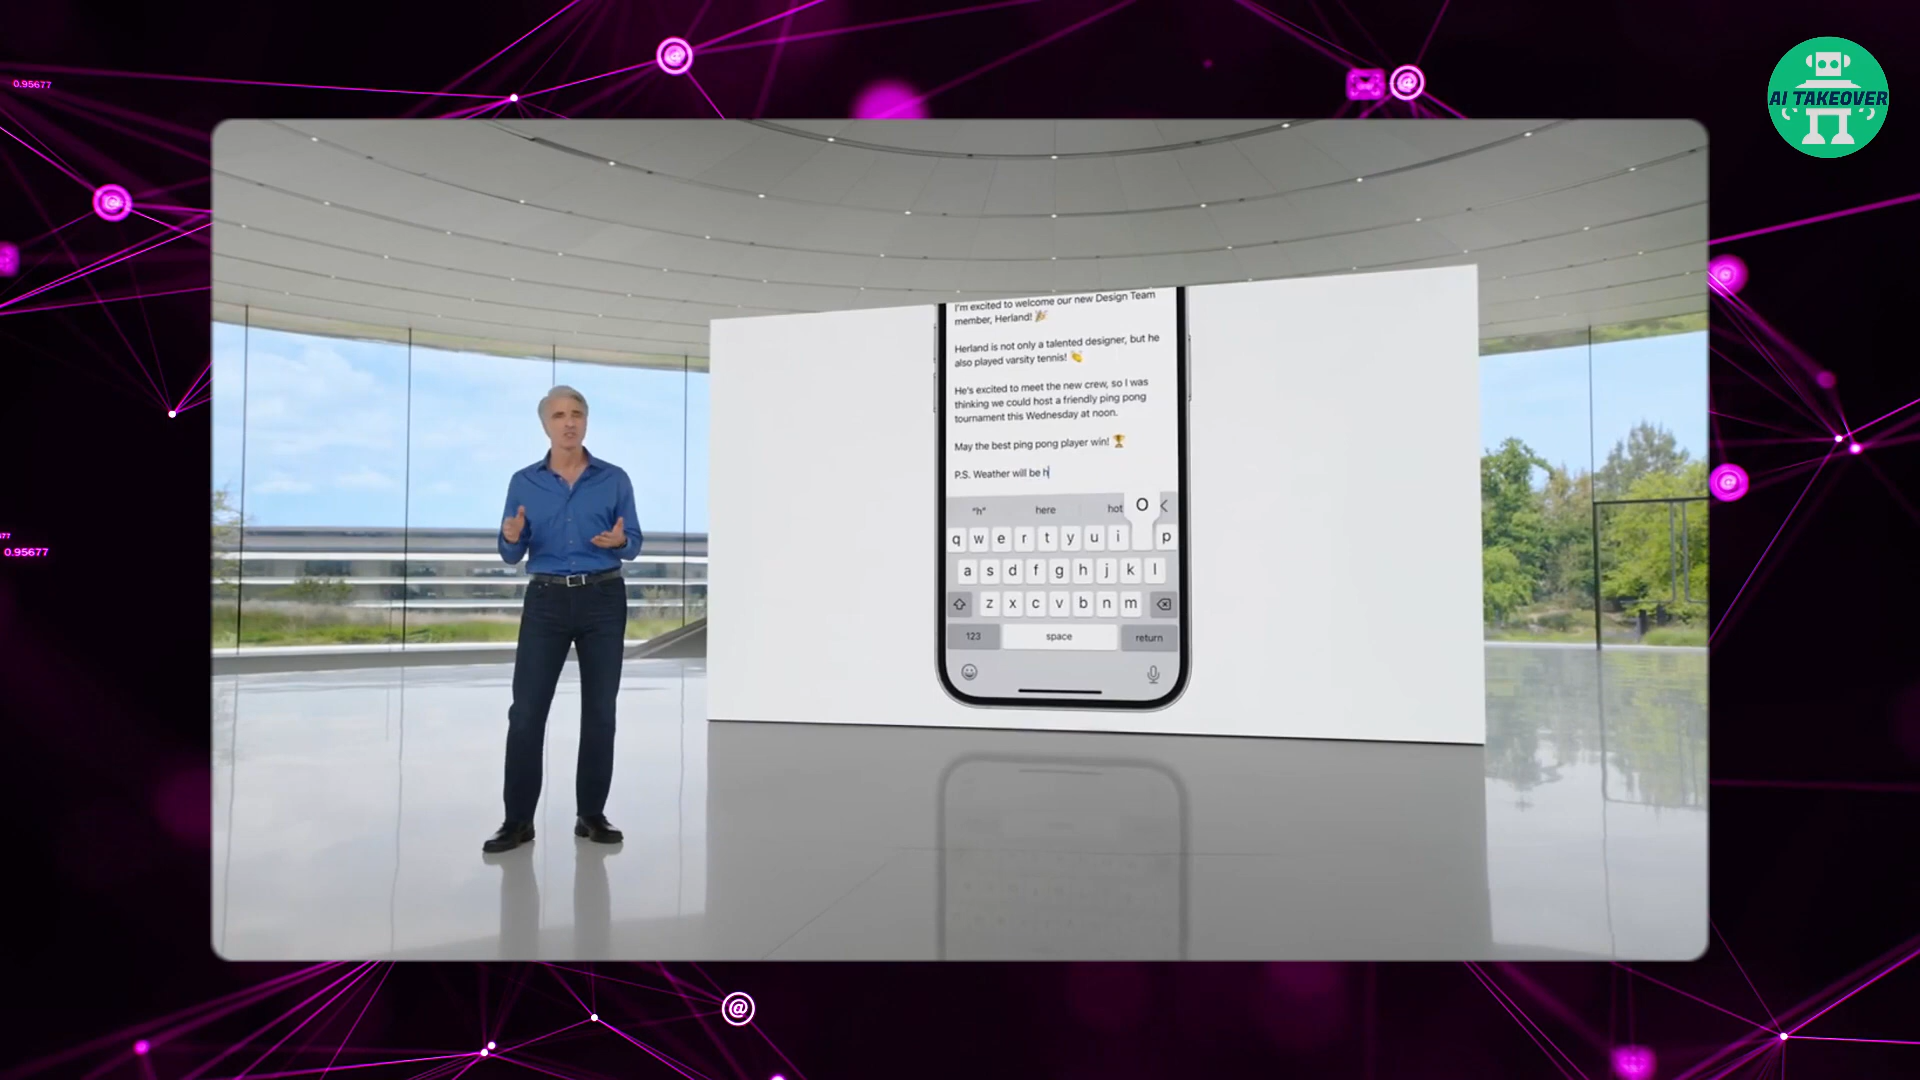 0.95677
AI TAKEOVER
I'm excited to welcome our new Design Team
member, Herland! 🎉
Herland is not only a talented designer, but he
also played varsity tennis! 👏
He's excited to meet the new crew, so I was
thinking we could host a friendly ping pong
tournament this Wednesday at noon.
May the best ping pong player win! 🏆
P.S. Weather will be h
"h" here hot O
q w e r t y u i p
a s d f g h j k l
z x c v b n m
123 space return
77
0.95677
@
@
@
@